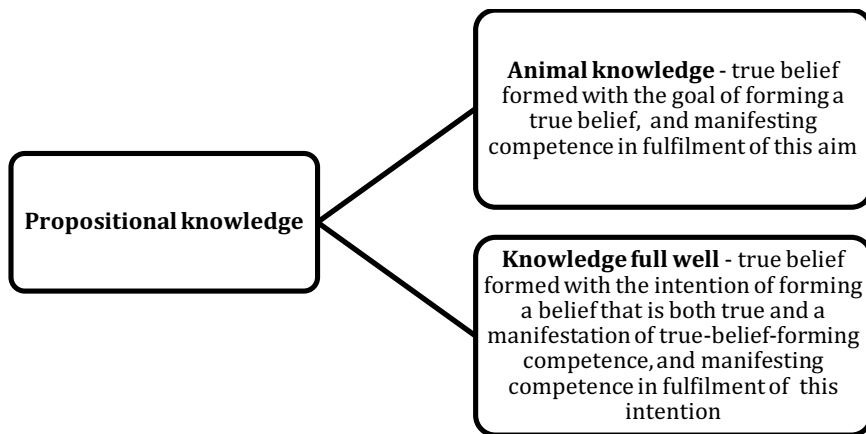 Propositional knowledge
Animal knowledge - true belief
formed with the goal of forming a
true belief, and manifesting
competence in fulfilment of this aim
Knowledge full well - true belief
formed with the intention of forming
a belief that is both true and a
manifestation of true-belief-forming
competence, and manifesting
competence in fulfilment of this
intention